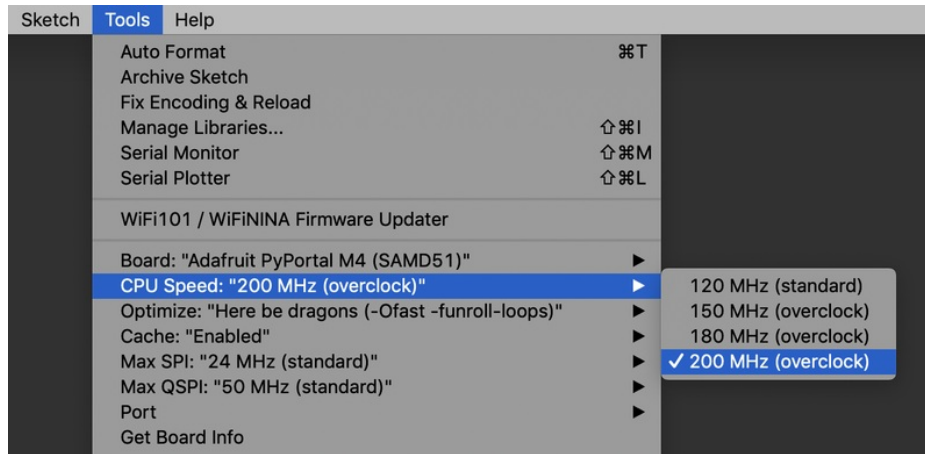 Sketch Tools Help
Auto Format ⌘T
Archive Sketch
Fix Encoding & Reload
Manage Libraries... ⇧⌘I
Serial Monitor ⇧⌘M
Serial Plotter ⇧⌘L
WiFi101 / WiFiNINA Firmware Updater
Board: "Adafruit PyPortal M4 (SAMD51)" ▶
CPU Speed: "200 MHz (overclock)" ▶
Optimize: "Here be dragons (-Ofast -funroll-loops)" ▶
Cache: "Enabled" ▶
Max SPI: "24 MHz (standard)" ▶
Max QSPI: "50 MHz (standard)" ▶
Port ▶
Get Board Info
120 MHz (standard)
150 MHz (overclock)
180 MHz (overclock)
✓ 200 MHz (overclock)